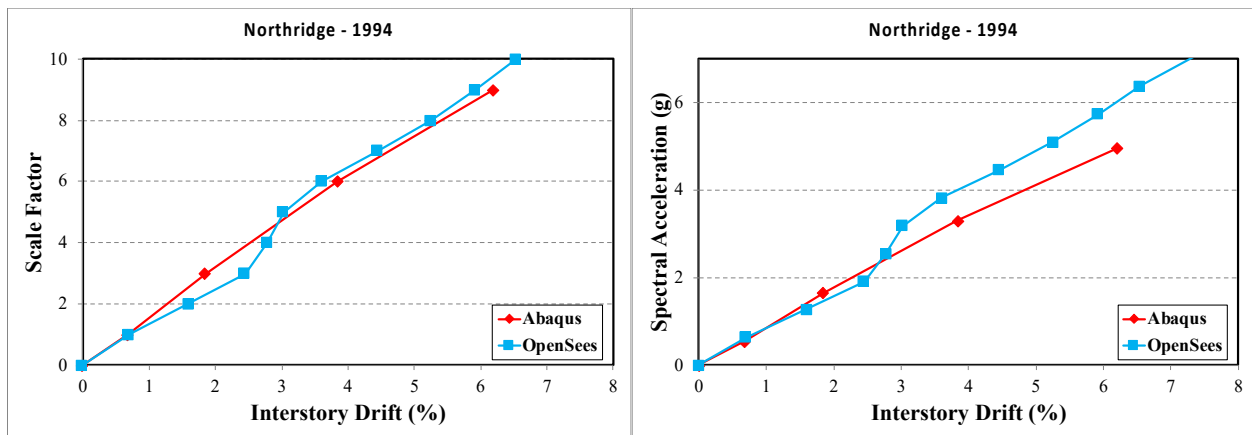 Northridge - 1994
10
8
6
4
2
0
Scale Factor
Abaqus
OpenSees
0 1 2 3 4 5 6 7 8
Interstory Drift (%)
Northridge - 1994
6
4
2
0
Spectral Acceleration (g)
Abaqus
OpenSees
0 1 2 3 4 5 6 7 8
Interstory Drift (%)